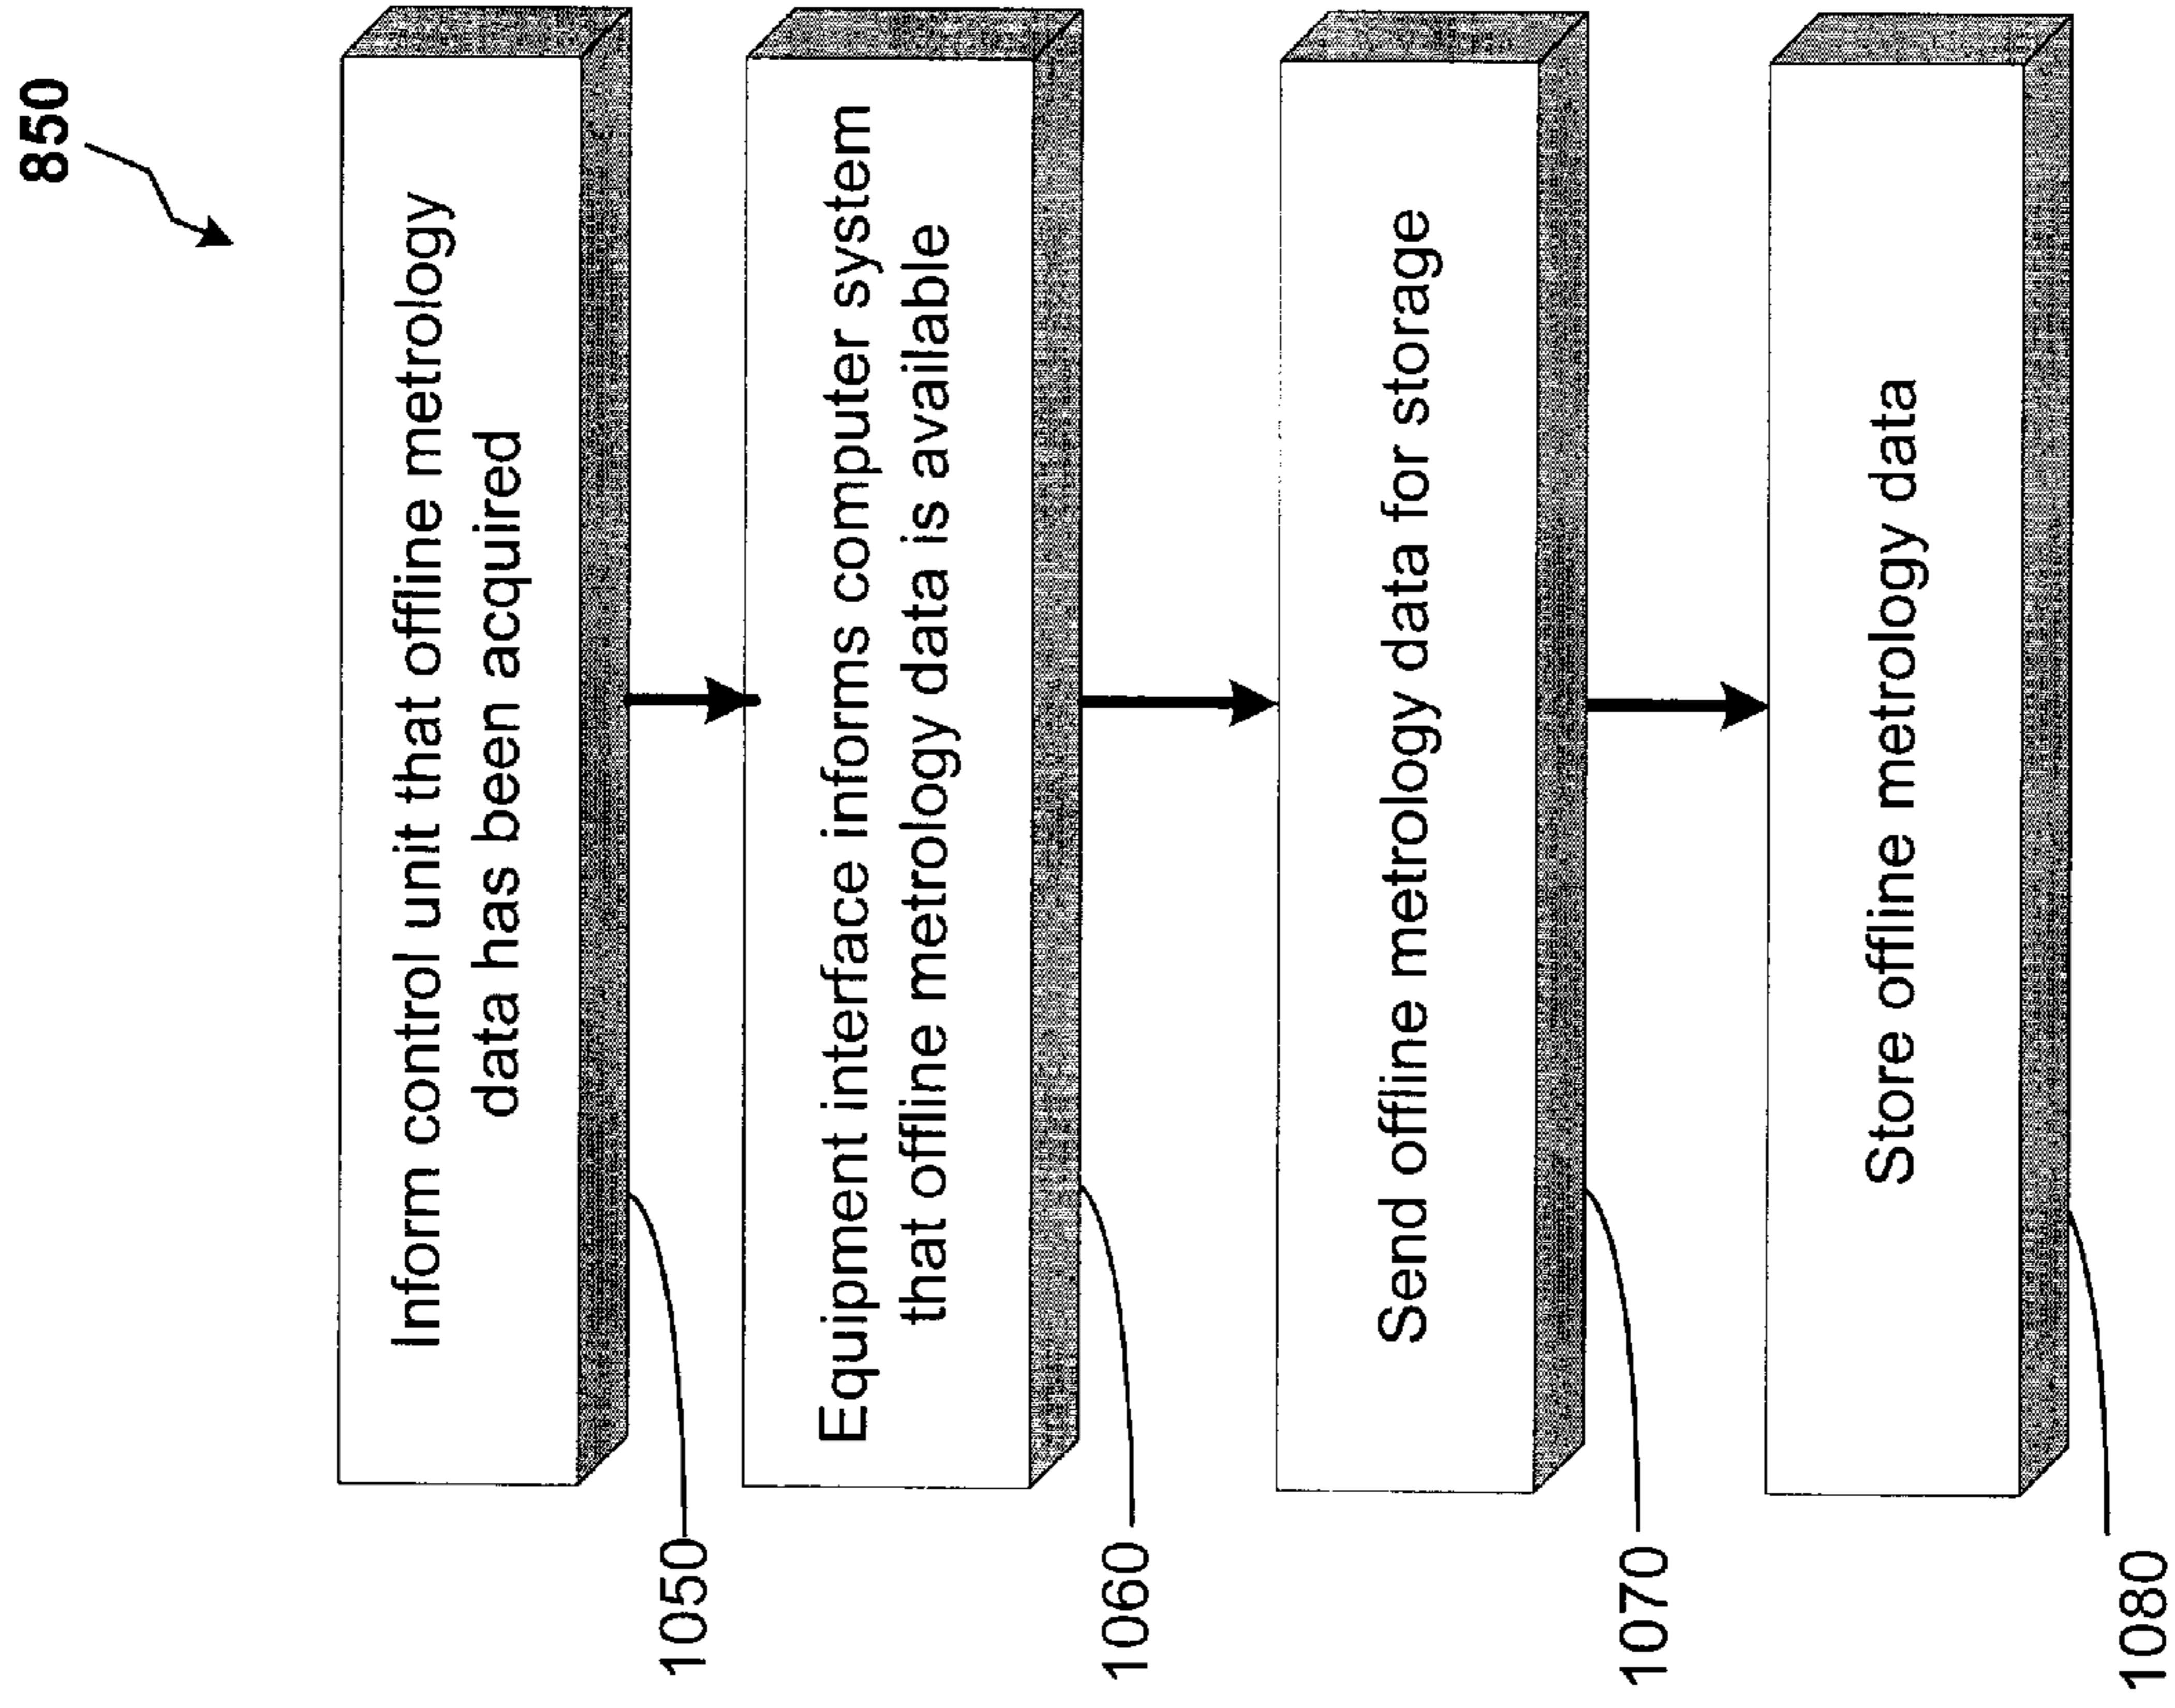 850
Inform control unit that offline metrology
data has been acquired
1050
Equipment interface informs computer system
that offline metrology data is available
1060
Send offline metrology data for storage
1070
Store offline metrology data
1080